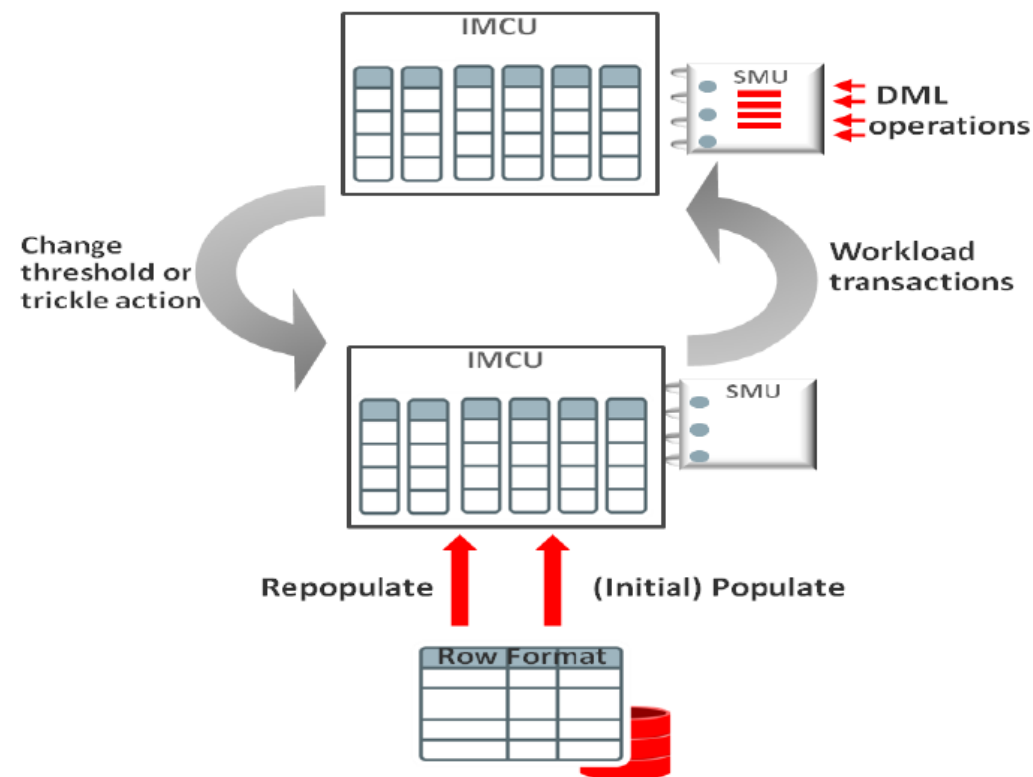 IMCU
SMU
DML
operations
Change
threshold or
trickle action
Workload
transactions
IMCU
SMU
Repopulate
(Initial) Populate
Row Format